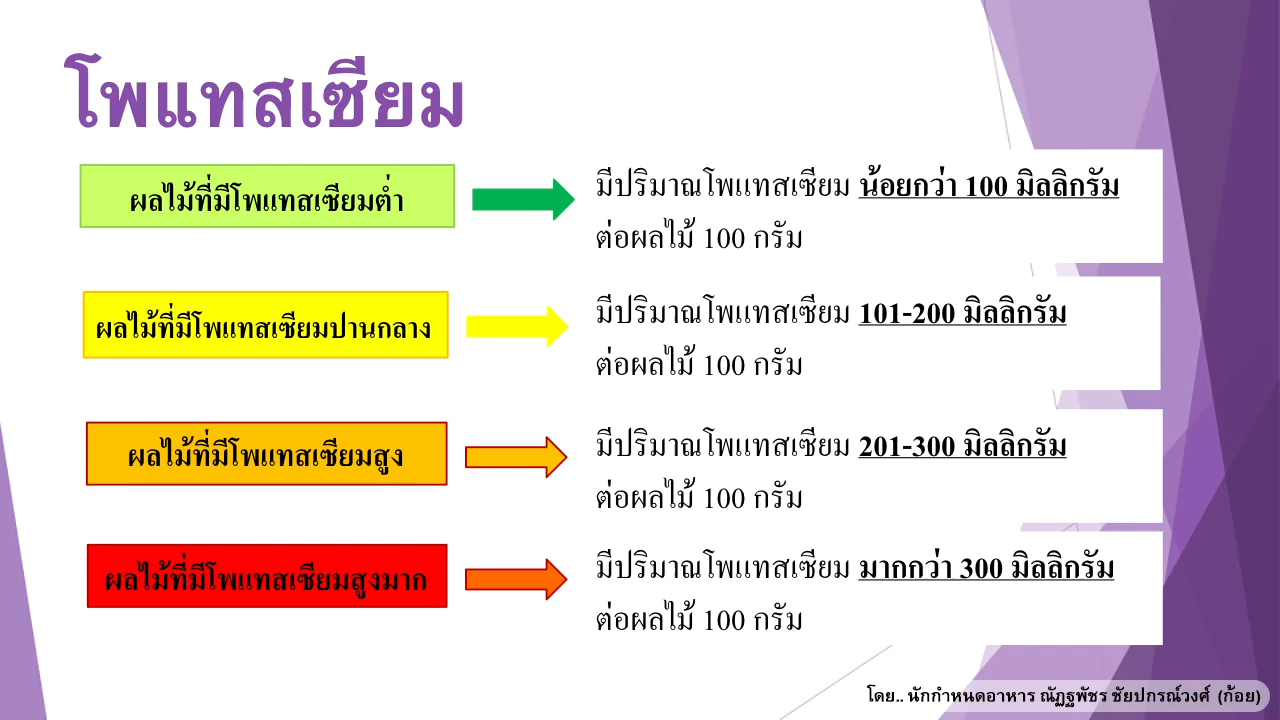 โพแทสเซียม
ผลไม้ที่มีโพแทสเซียมต่ำ
มีปริมาณโพแทสเซียม น้อยกว่า 100 มิลลิกรัม
ต่อผลไม้ 100 กรัม
ผลไม้ที่มีโพแทสเซียมปานกลาง
มีปริมาณโพแทสเซียม 101-200 มิลลิกรัม
ต่อผลไม้ 100 กรัม
ผลไม้ที่มีโพแทสเซียมสูง
มีปริมาณโพแทสเซียม 201-300 มิลลิกรัม
ต่อผลไม้ 100 กรัม
ผลไม้ที่มีโพแทสเซียมสูงมาก
มีปริมาณโพแทสเซียม มากกว่า 300 มิลลิกรัม
ต่อผลไม้ 100 กรัม
โดย.. นักกำหนดอาหาร ณัฏฐพัชร ชัยปกรณ์วงศ์ (ก้อย)